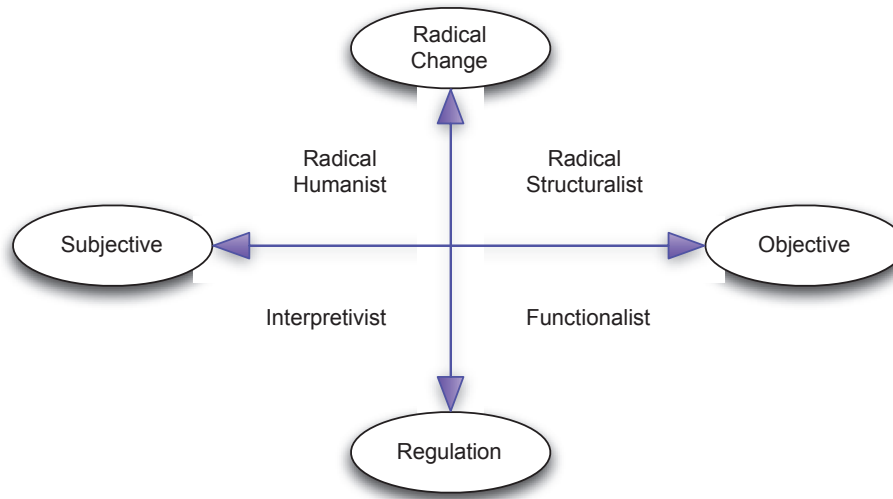 Radical
Change
Radical
Humanist
Radical
Structuralist
Subjective
Objective
Interpretivist
Functionalist
Regulation